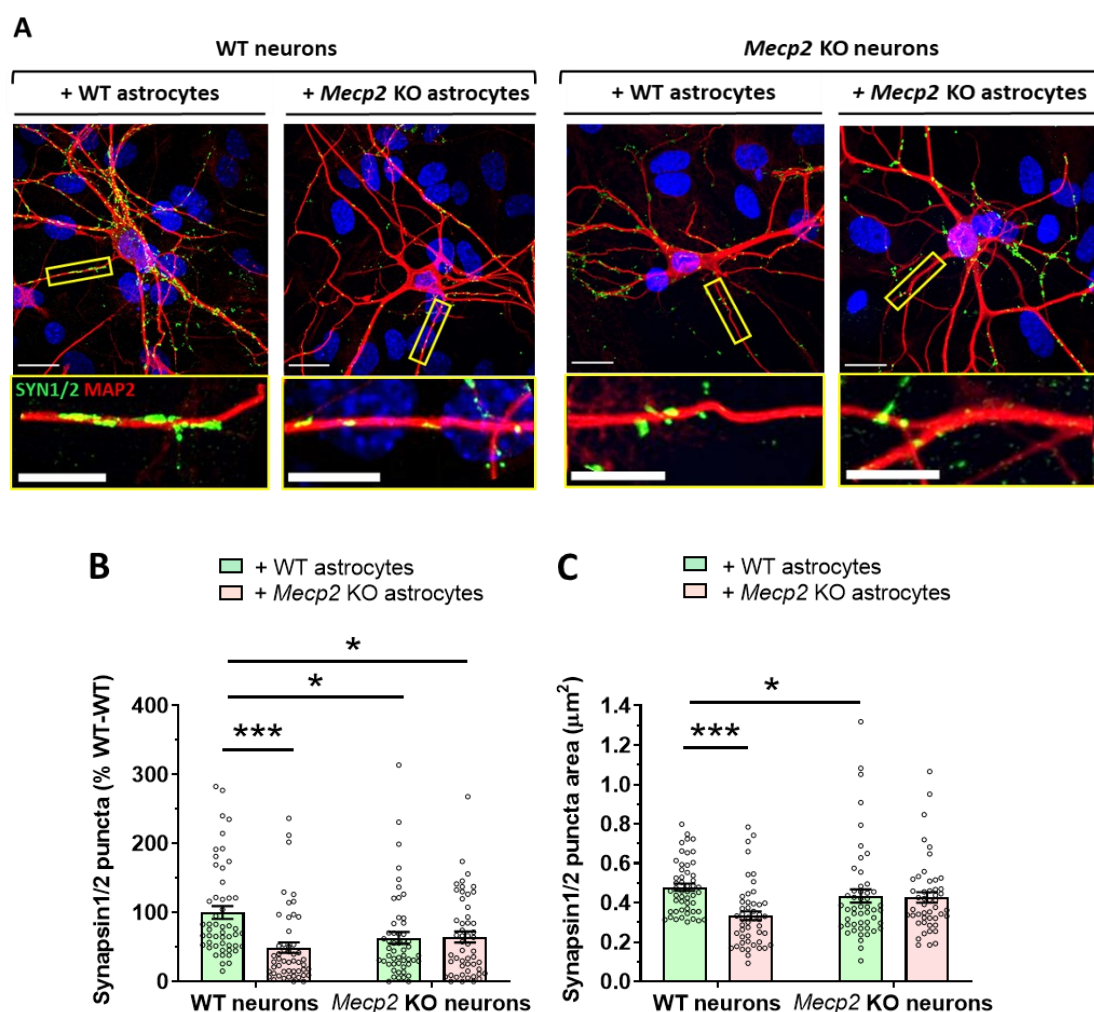 A
WT neurons
Mecp2 KO neurons
+ WT astrocytes
+ Mecp2 KO astrocytes
+ WT astrocytes
+ Mecp2 KO astrocytes
SYN1/2 MAP2
B
+ WT astrocytes
+ Mecp2 KO astrocytes
Synapsin1/2 puncta (% WT-WT)
400
300
200
100
0
*
*
***
WT neurons
Mecp2 KO neurons
C
+ WT astrocytes
+ Mecp2 KO astrocytes
Synapsin1/2 puncta area (μm²)
1.4
1.2
1.0
0.8
0.6
0.4
0.2
0.0
*
***
WT neurons
Mecp2 KO neurons